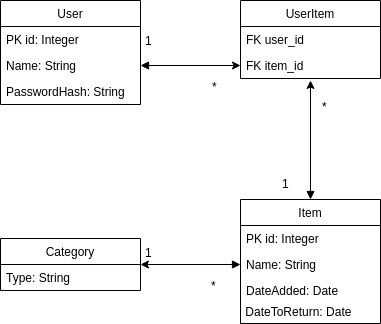 User
PK id: Integer
Name: String
PasswordHash: String
1
*
UserItem
FK user_id
FK item_id
*
1
Category
Type: String
1
*
Item
PK id: Integer
Name: String
DateAdded: Date
DateToReturn: Date